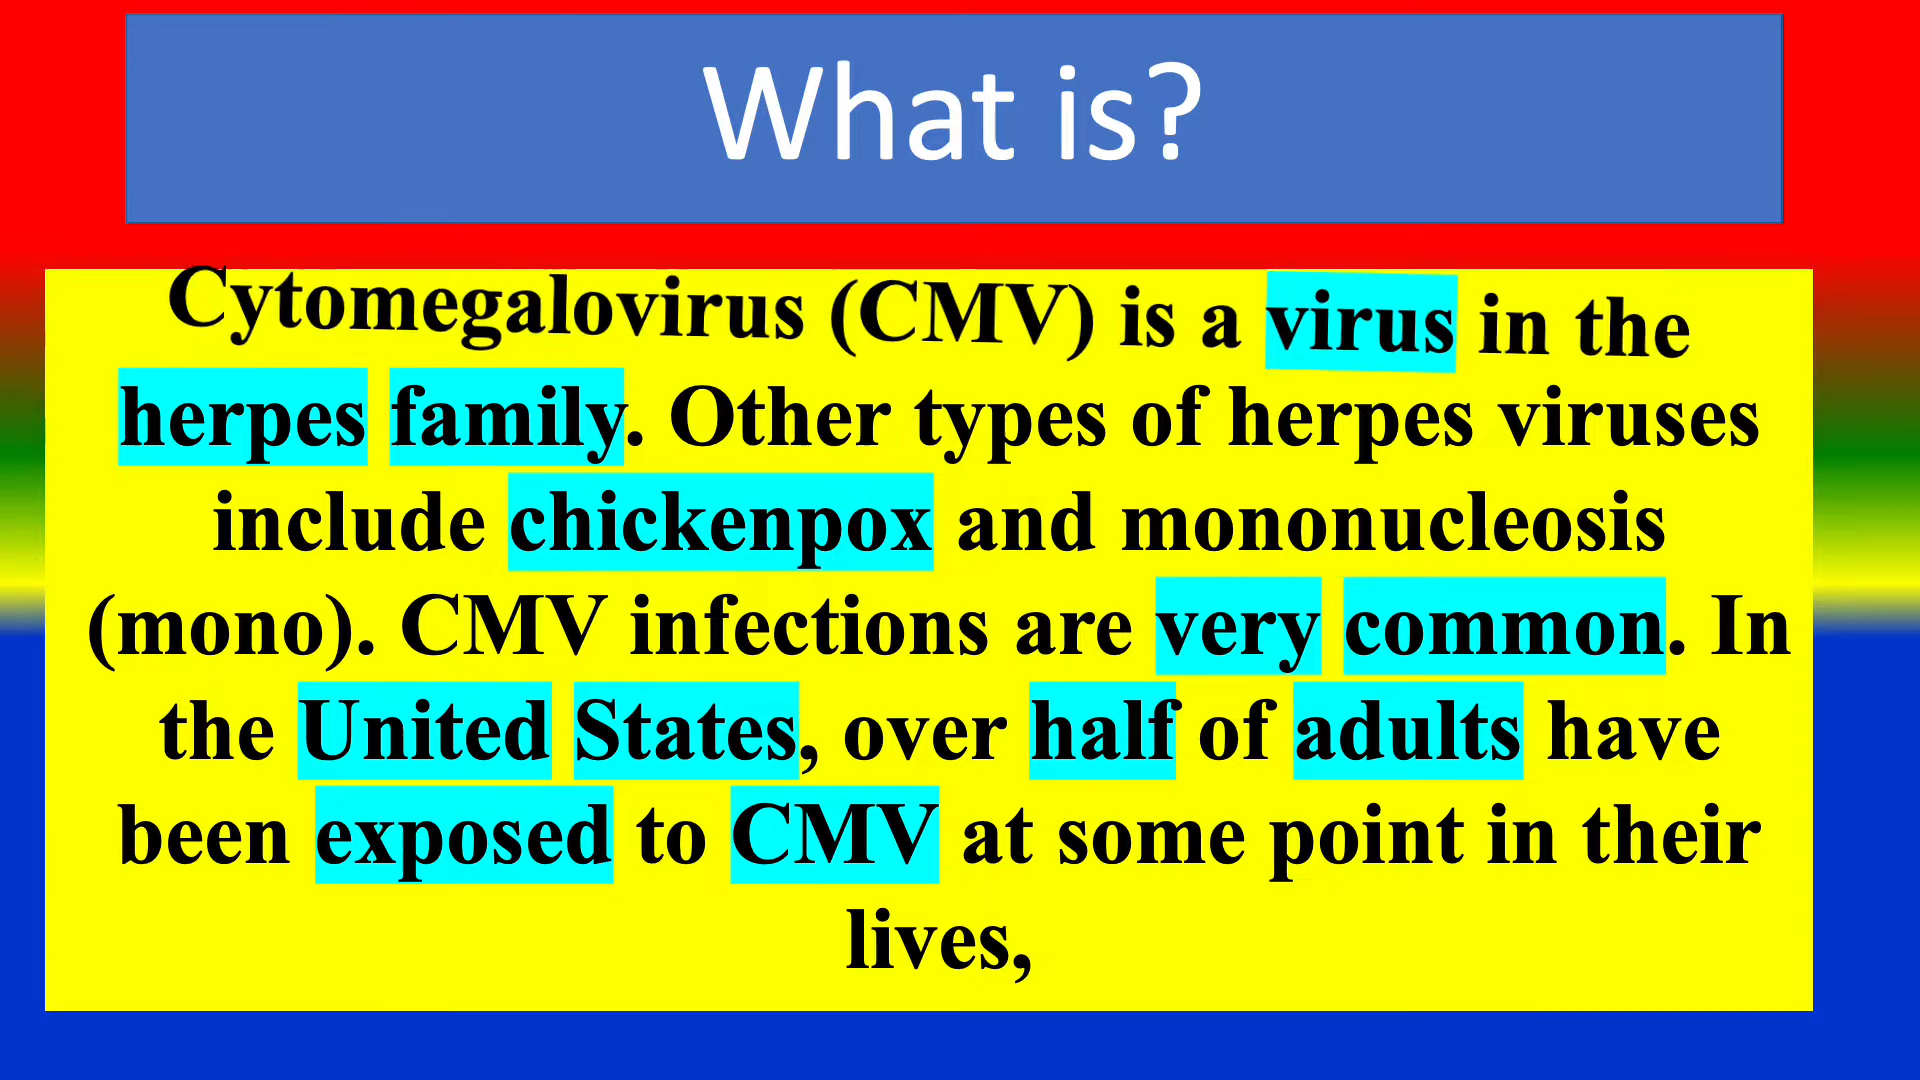 What is?
Cytomegalovirus (CMV) is a virus in the
herpes family. Other types of herpes viruses
include chickenpox and mononucleosis
(mono). CMV infections are very common. In
the United States, over half of adults have
been exposed to CMV at some point in their
lives,